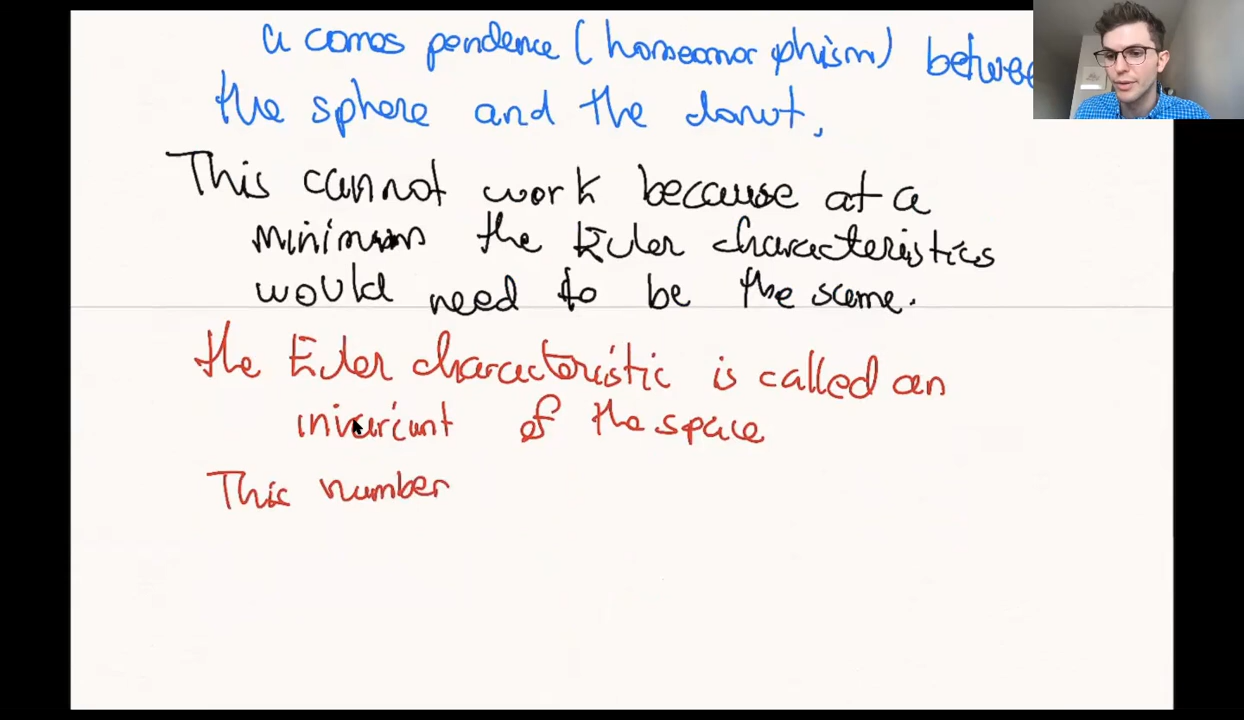 a correspondence (homeomorphism) betwee
the sphere and the donut,
This cannot work because at a
minimum the Euler characteristics
would need to be the same.
the Euler characteristic is called an
invariant of the space
This number